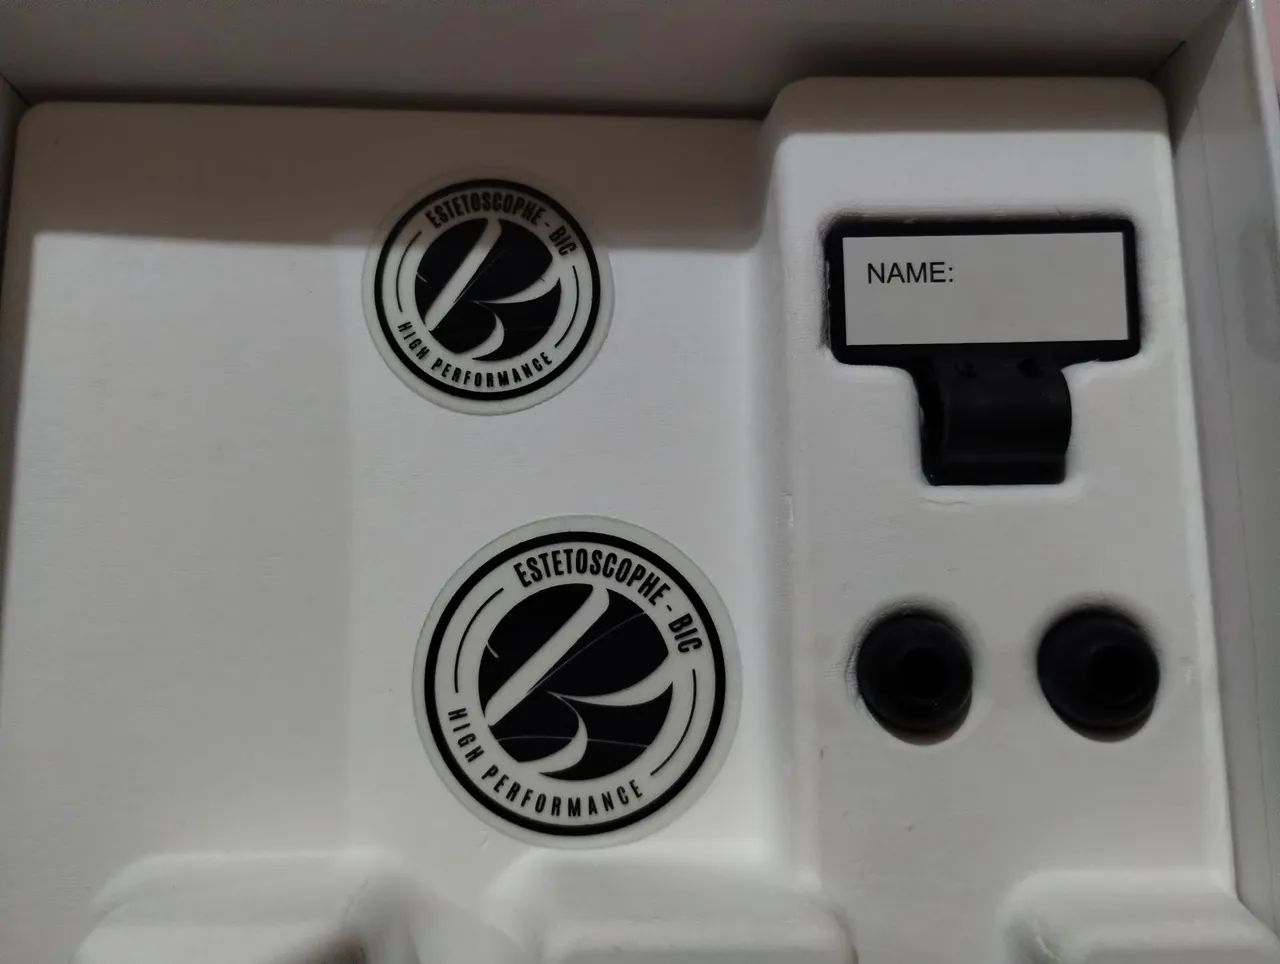 ESTETOSCOPHE - BIC
HIGH PERFORMANCE
NAME:
ESTETOSCOPHE - BIC
HIGH PERFORMANCE